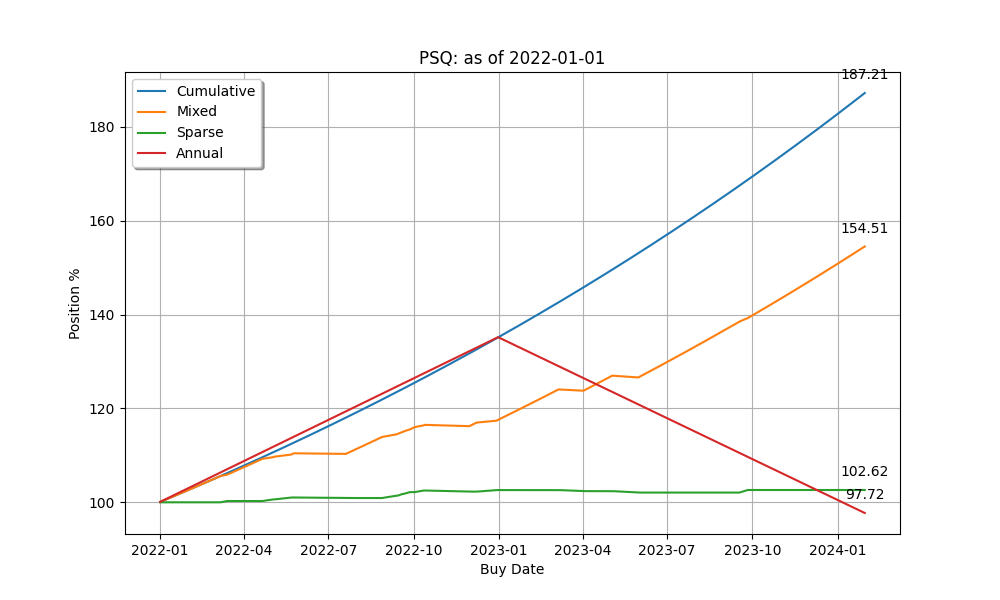 PSQ: as of 2022-01-01
187.21
Cumulative
Mixed
Sparse
Annual
180
160
154.51
140
120
100
102.62
97.72
Position %
2022-01 2022-04 2022-07 2022-10 2023-01 2023-04 2023-07 2023-10 2024-01
Buy Date